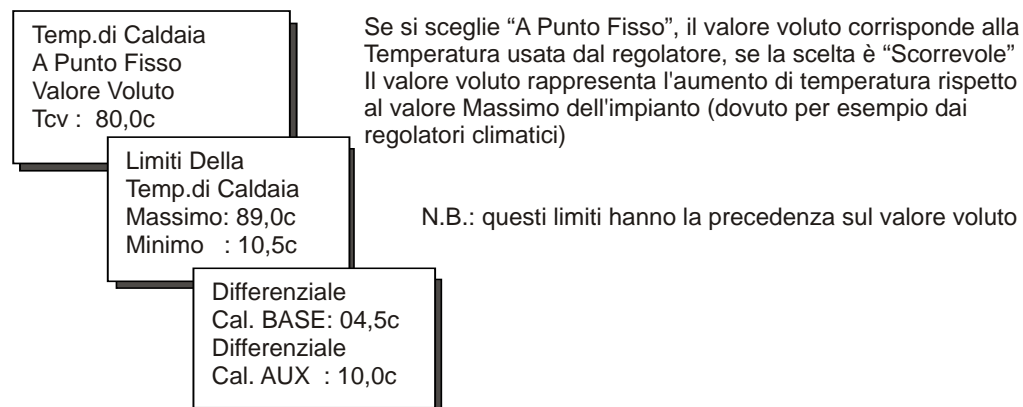 Temp.di Caldaia
A Punto Fisso
Valore Voluto
Tcv : 80,0c
Se si sceglie “A Punto Fisso”, il valore voluto corrisponde alla
Temperatura usata dal regolatore, se la scelta è “Scorrevole”
Il valore voluto rappresenta l'aumento di temperatura rispetto
al valore Massimo dell'impianto (dovuto per esempio dai
regolatori climatici)
Limiti Della
Temp.di Caldaia
Massimo: 89,0c
Minimo : 10,5c
N.B.: questi limiti hanno la precedenza sul valore voluto
Differenziale
Cal. BASE: 04,5c
Differenziale
Cal. AUX : 10,0c